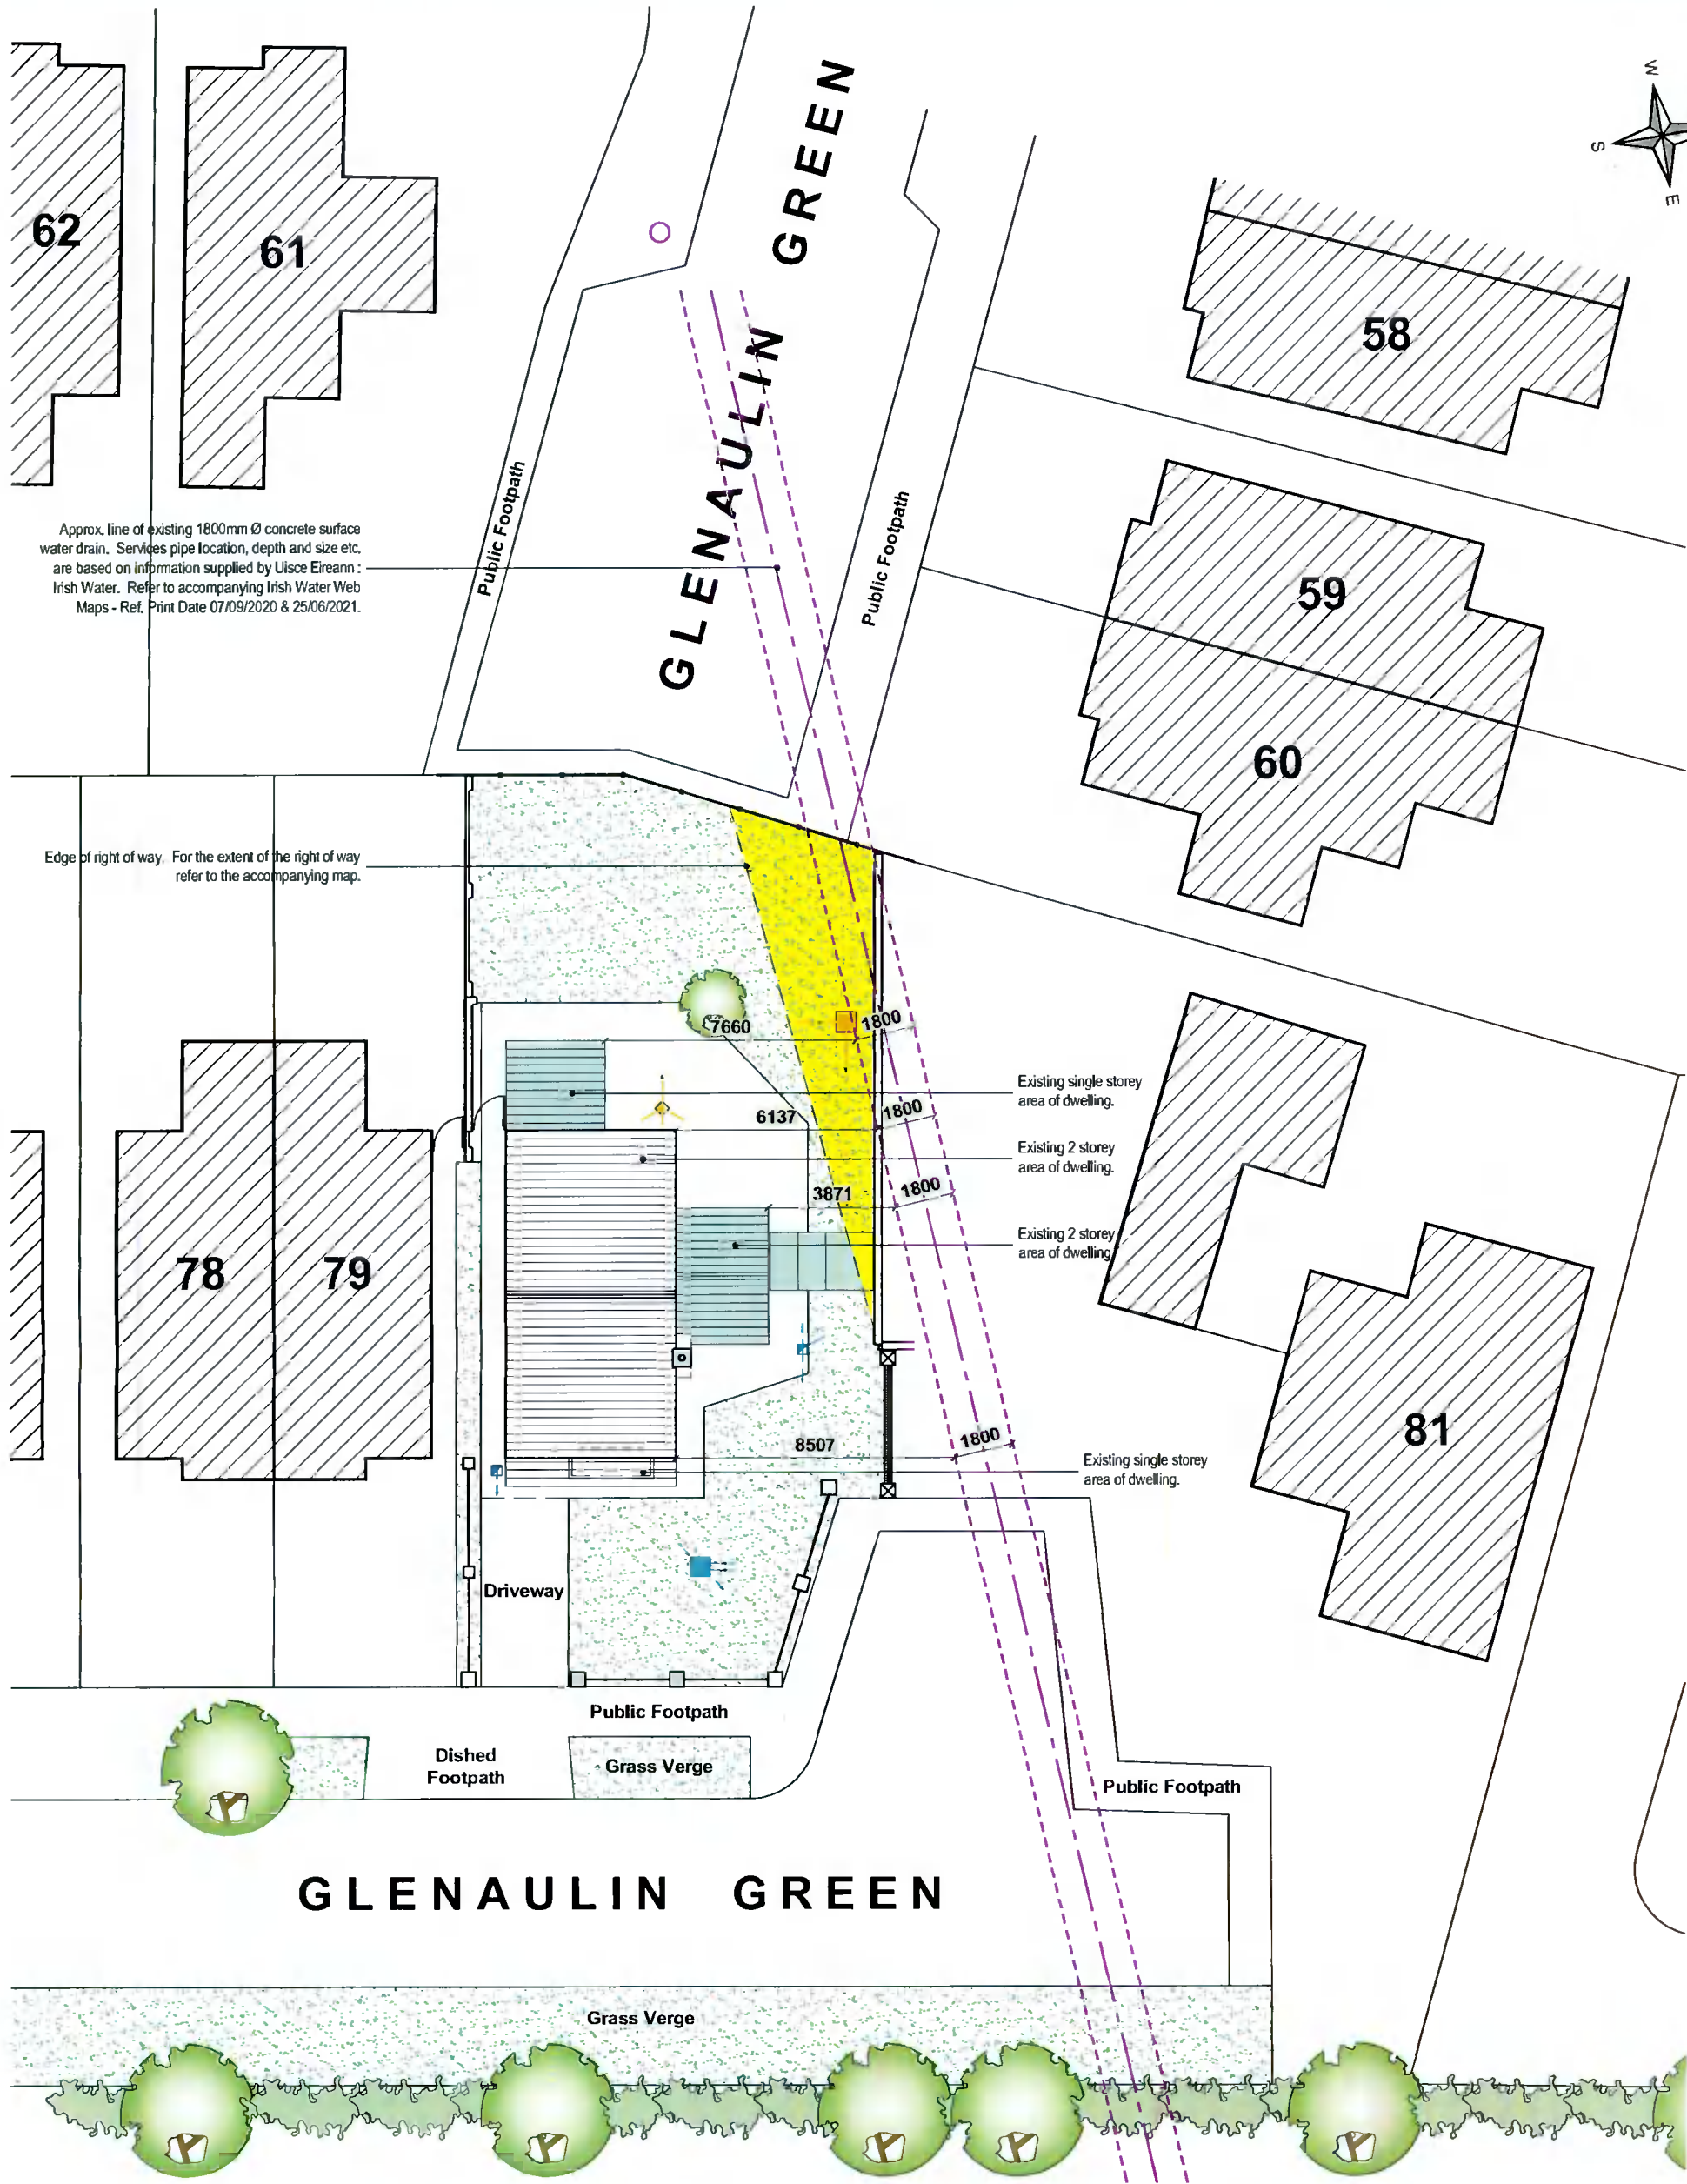 W
S
E
GLENAULIN GREEN
62
61
58
Public Footpath
Public Footpath
Approx. line of existing 1800mm Ø concrete surface
water drain. Services pipe location, depth and size etc.
are based on information supplied by Uisce Eireann :
Irish Water. Refer to accompanying Irish Water Web
Maps - Ref. Print Date 07/09/2020 & 25/06/2021.
59
60
Edge of right of way. For the extent of the right of way
refer to the accompanying map.
7660
1800
Existing single storey
area of dwelling.
6137
1800
Existing 2 storey
area of dwelling.
3871
1800
Existing 2 storey
area of dwelling
78
79
81
8507
1800
Existing single storey
area of dwelling.
Driveway
Public Footpath
Dished
Footpath
Grass Verge
Public Footpath
GLENAULIN GREEN
Grass Verge